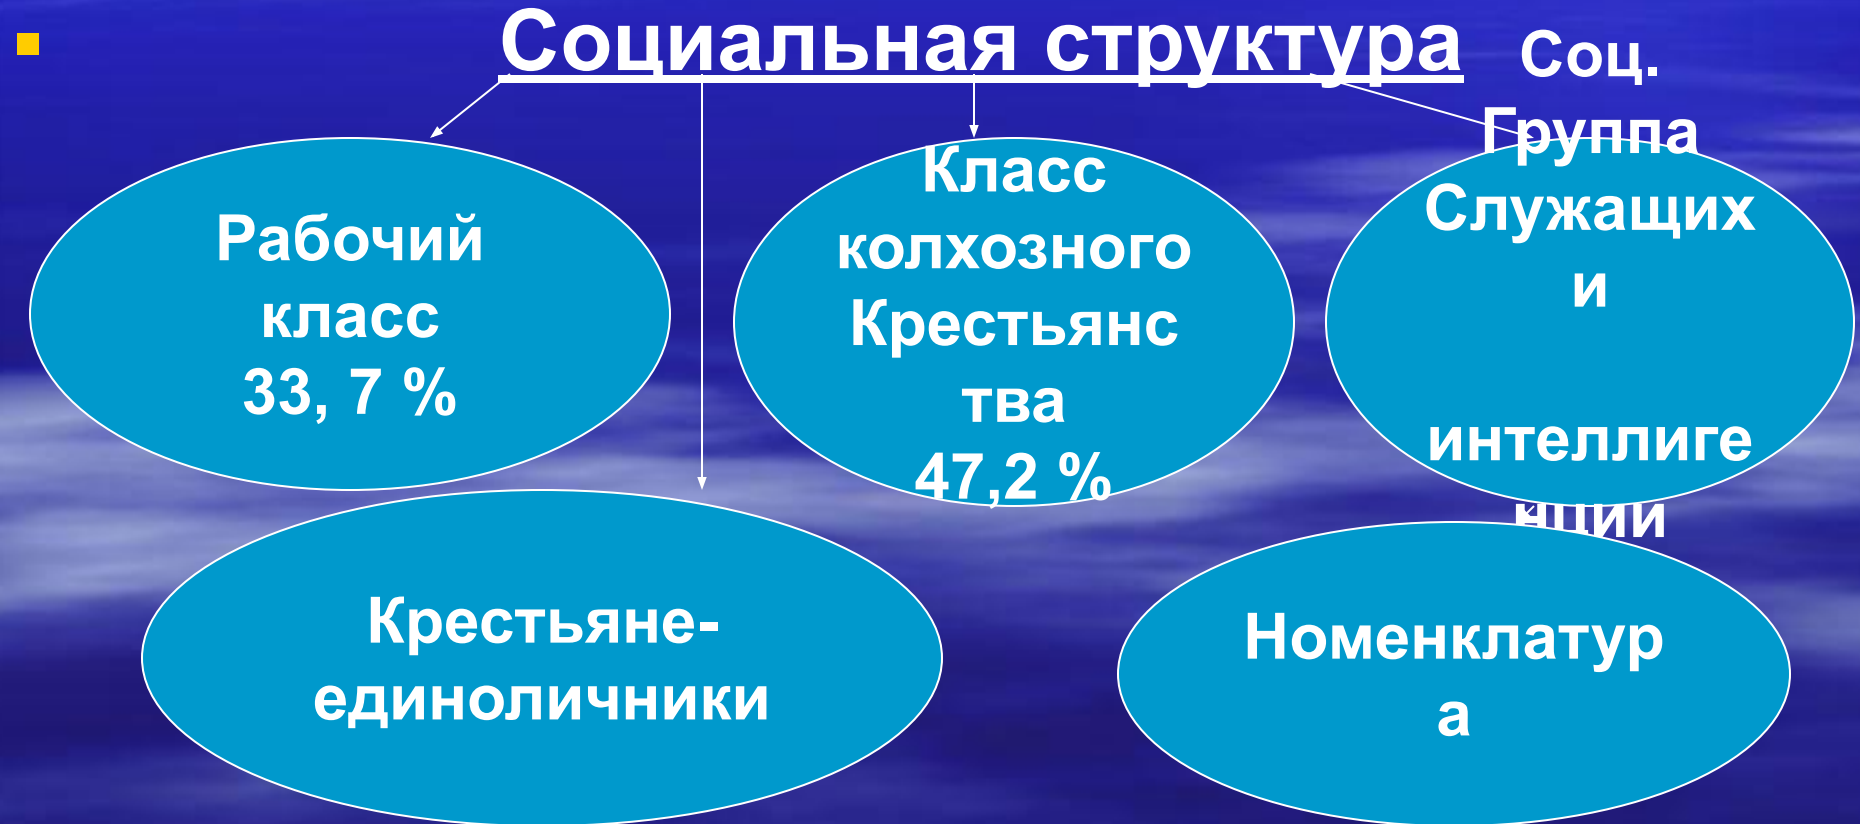 Социальная структура
Рабочий
класс
33, 7 %
Класс
колхозного
Крестьянс
тва
47,2 %
Соц.
Группа
Служащих
и
интеллиге
нции
Крестьяне-
единоличники
Номенклатур
а